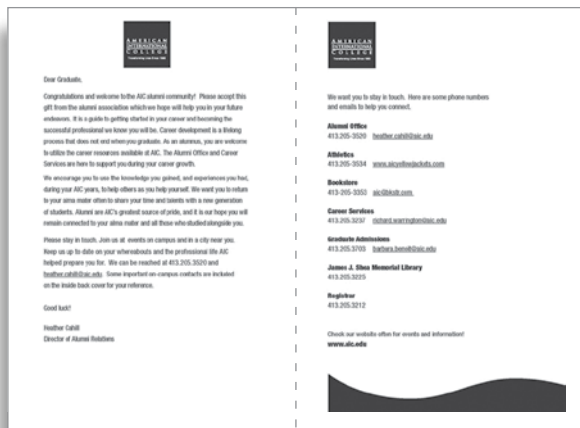 AMERICAN
INTERNATIONAL
COLLEGE
Dear Graduate,
Congratulations and welcome to the AIC alumni community! Please accept this
gift from the alumni association which we hope will help you in your future
endeavors. It is a guide to getting started in your career and becoming the
successful professional we know you will be. Career development is a lifelong
process that does not end when you graduate. As an alumnus, you are welcome
to utilize the career resources available at AIC. The Alumni Office and Career
Services are here to support you during your career growth.
We encourage you to use the knowledge you gained, and experiences you had,
during your AIC years, to help others as you help yourself. We want you to return
to your alma mater often to share your time and talents with a new generation
of students. Alumni are AIC's greatest source of pride, and it is our hope you will
remain connected to your alma mater and all those who studied alongside you.
Please stay in touch. Join us at events on campus and in a city near you.
Keep us up to date on your whereabouts and the professional life AIC
helped prepare you for. We can be reached at 413.205.3520 and
heather.cahill@aic.edu. Some important on-campus contacts are included
on the inside back cover for your reference.
Good luck!
Heather Cahill
Director of Alumni Relations
AMERICAN
INTERNATIONAL
COLLEGE
We want you to stay in touch. Here are some phone numbers
and emails to help you connect.
Alumni Office
413.205-3520 heather.cahill@aic.edu
Athletics
413-205-3534 www.aicyellowjackets.com
Bookstore
413-205-3353 aic@bkstr.com
Career Services
413.205.3237 richard.warrington@aic.edu
Graduate Admissions
413.205.3703 barbara.benoit@aic.edu
James J. Shea Memorial Library
413.205.3225
Registrar
413.205.3212
Check our website often for events and information!
www.aic.edu